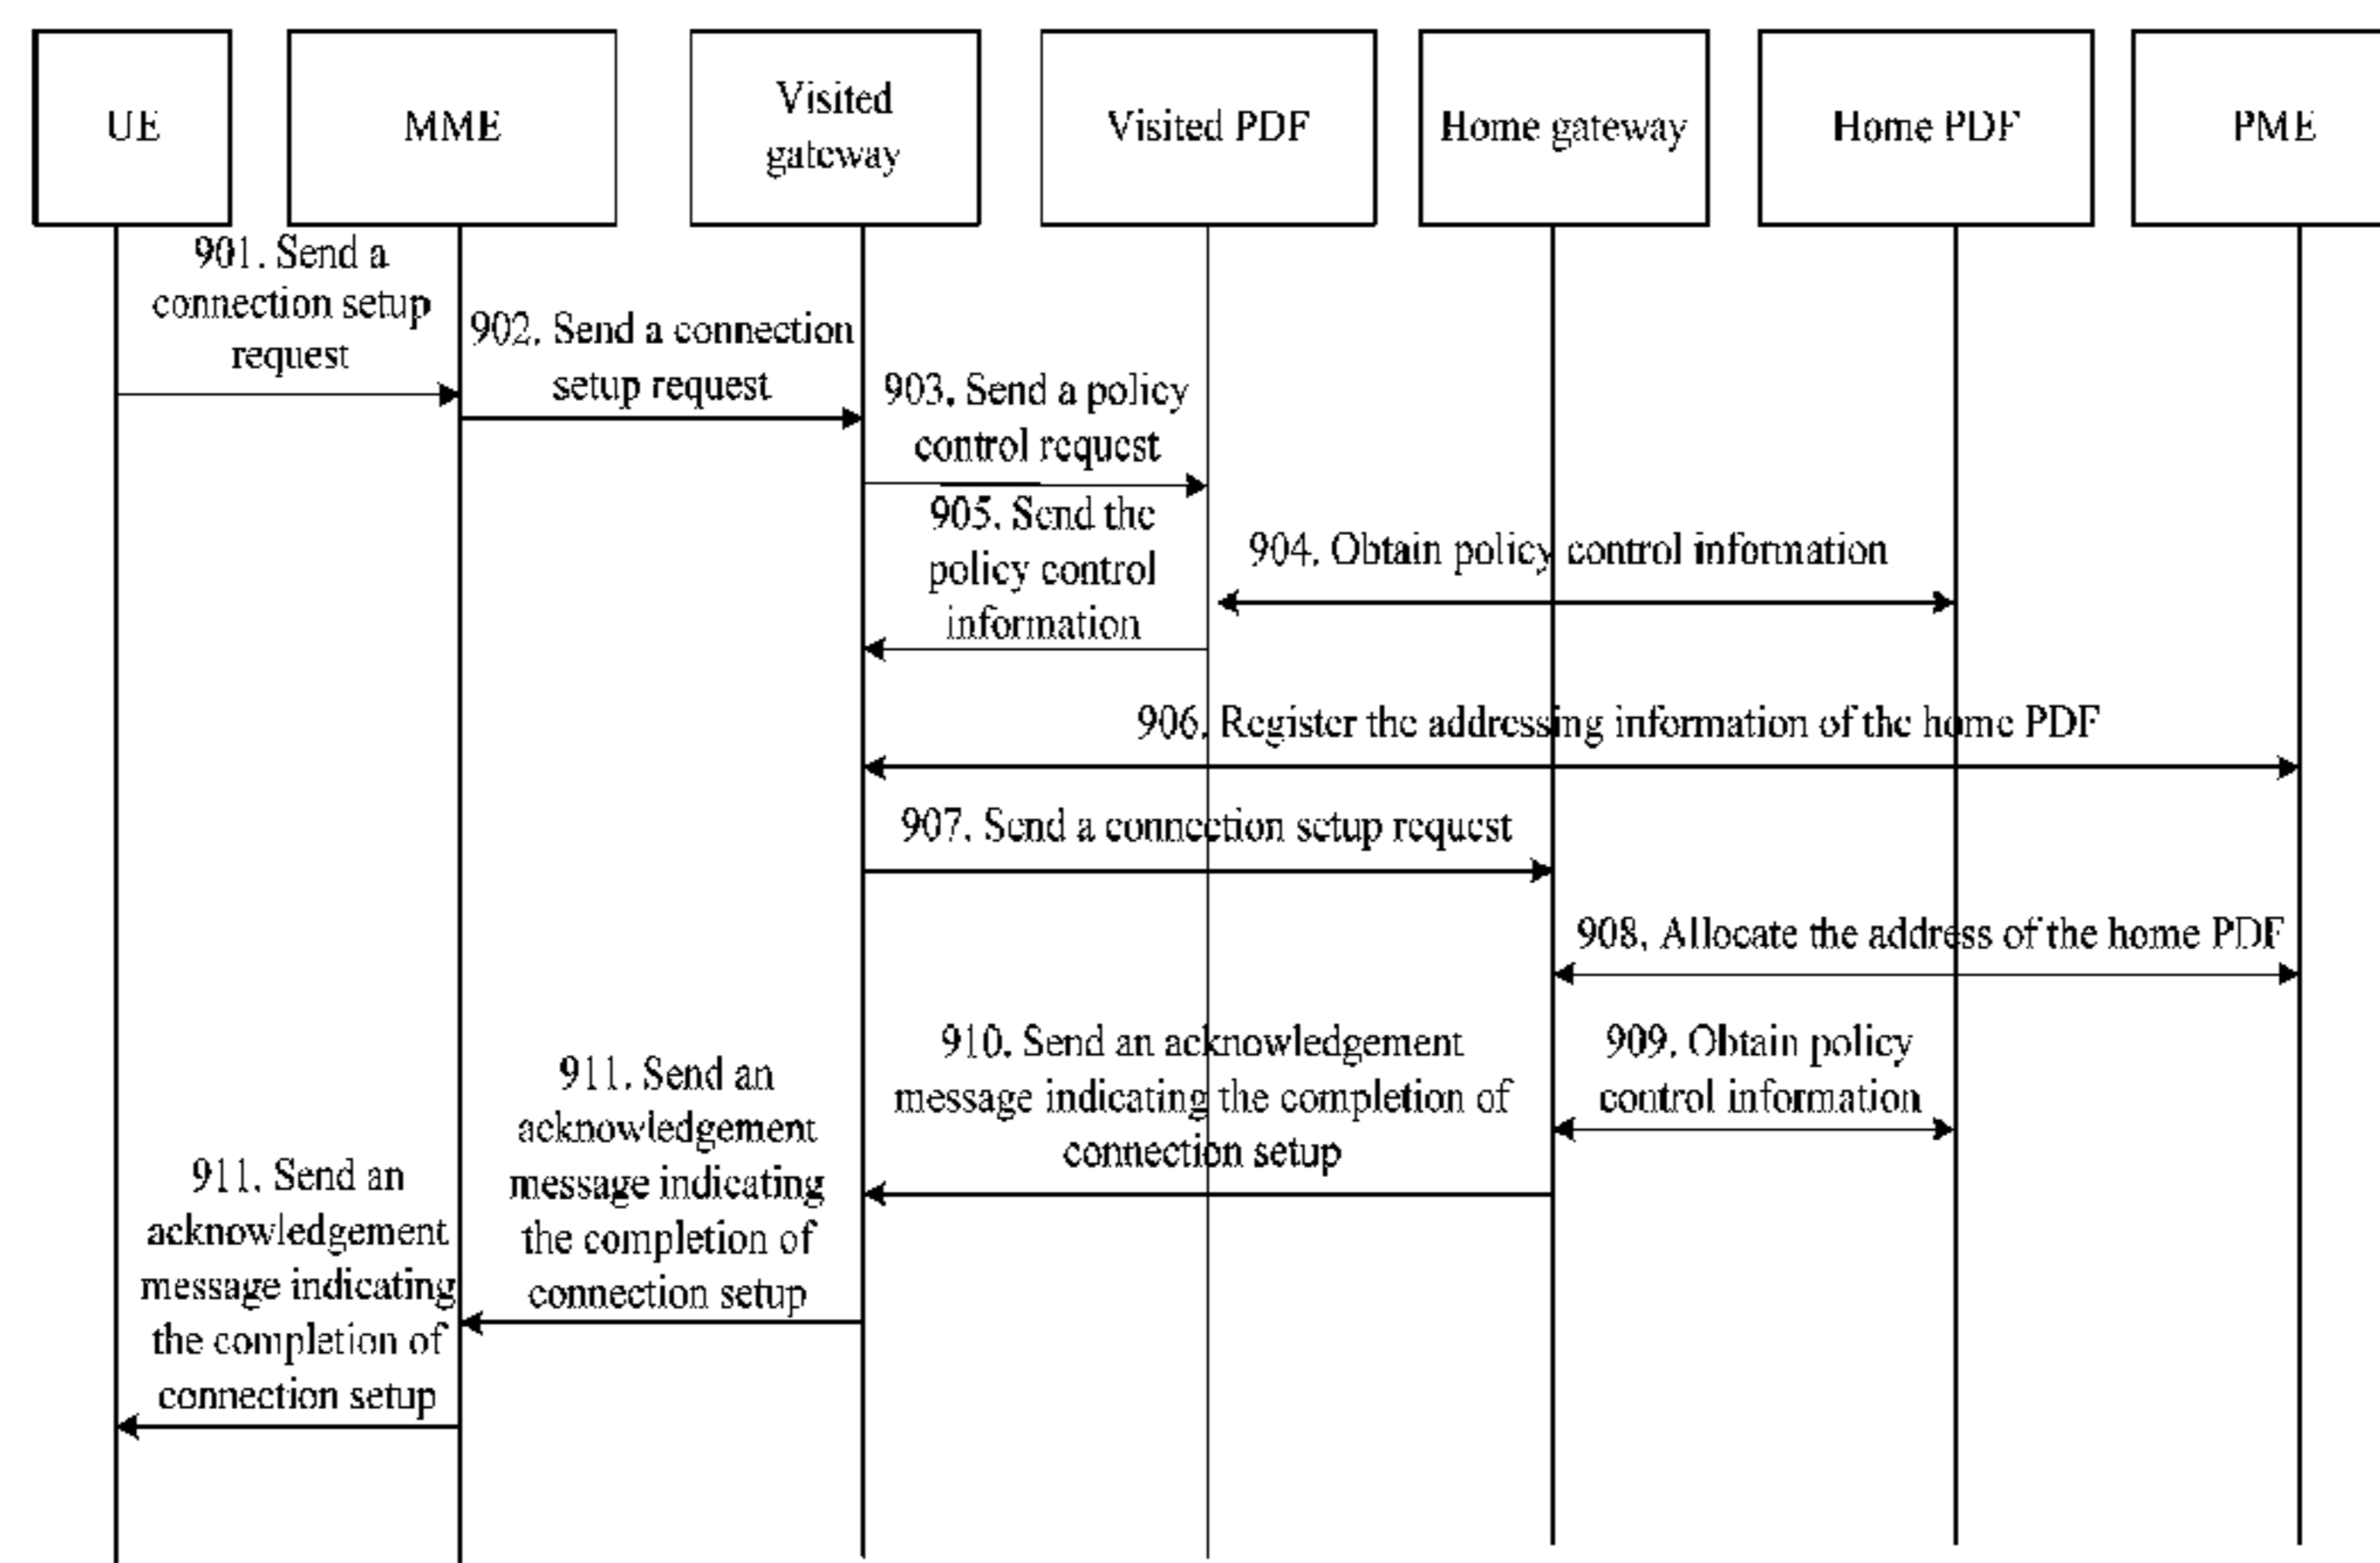 UE
MME
Visited
gateway
Visited PDF
Home gateway
Home PDF
PME
901. Send a
connection setup
request
902. Send a connection
setup request
903. Send a policy
control request
904. Obtain policy control information
905. Send the
policy control
information
906. Register the addressing information of the home PDF
907. Send a connection setup request
908. Allocate the address of the home PDF
909. Obtain policy
control information
910. Send an acknowledgement
message indicating the completion of
connection setup
911. Send an
acknowledgement
message indicating
the completion of
connection setup
911. Send an
acknowledgement
message indicating
the completion of
connection setup